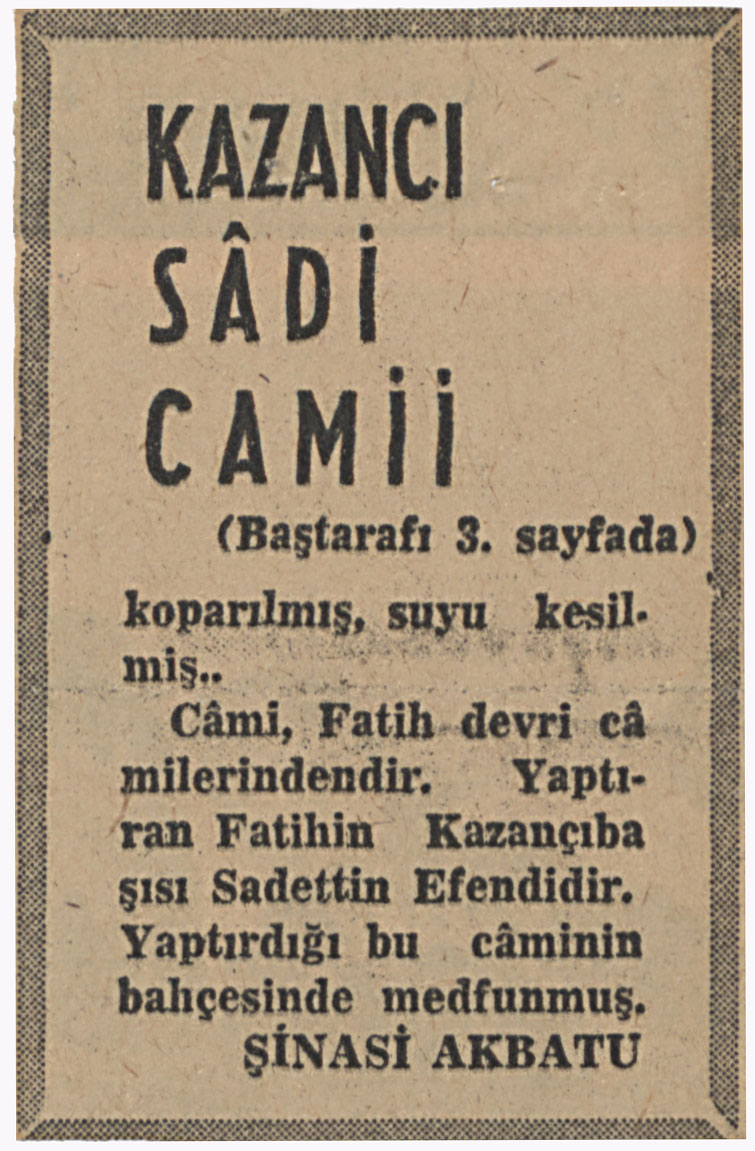 KAZANCI
SÂDİ
CAMİİ
(Baştarafı 3. sayfada)
koparılmış, suyu kesil-
miş..
Câmi, Fatih devri câ
milerindendir. Yaptı-
ran Fatihin Kazançıba
şısı Sadettin Efendidir.
Yaptırdığı bu câminin
bahçesinde medfunmuş.
ŞİNASİ AKBATU